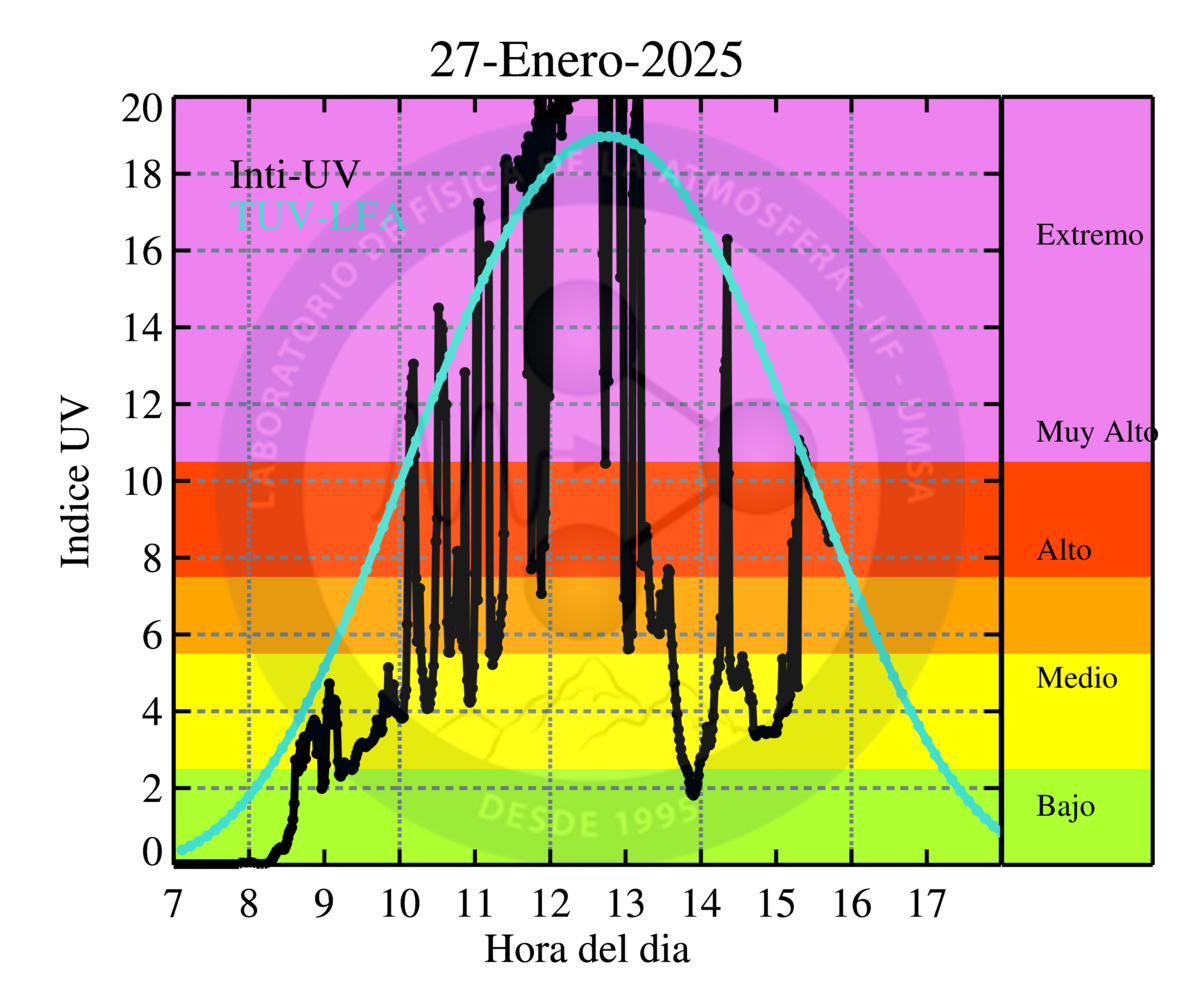 27-Enero-2025
20
18
16
14
12
10
8
6
4
2
0
Indice UV
Inti-UV
TUV-LFA
LABORATORIO DE FÍSICA DE LA ATMÓSFERA - IIF - UMSA
DESDE 1995
Extremo
Muy Alto
Alto
Medio
Bajo
7 8 9 10 11 12 13 14 15 16 17
Hora del dia